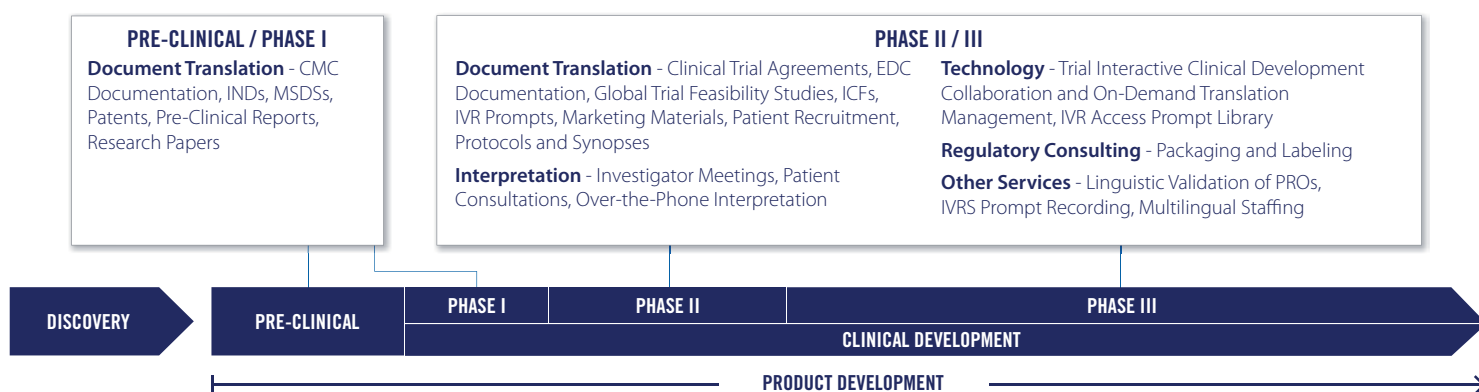 PRE-CLINICAL / PHASE I
Document Translation - CMC
Documentation, INDs, MSDSs,
Patents, Pre-Clinical Reports,
Research Papers
PHASE II / III
Document Translation - Clinical Trial Agreements, EDC
Documentation, Global Trial Feasibility Studies, ICFs,
IVR Prompts, Marketing Materials, Patient Recruitment,
Protocols and Synopses
Interpretation - Investigator Meetings, Patient
Consultations, Over-the-Phone Interpretation
Technology - Trial Interactive Clinical Development
Collaboration and On-Demand Translation
Management, IVR Access Prompt Library
Regulatory Consulting - Packaging and Labeling
Other Services - Linguistic Validation of PROs,
IVRS Prompt Recording, Multilingual Staffing
DISCOVERY
PRE-CLINICAL
PHASE I
PHASE II
PHASE III
CLINICAL DEVELOPMENT
PRODUCT DEVELOPMENT